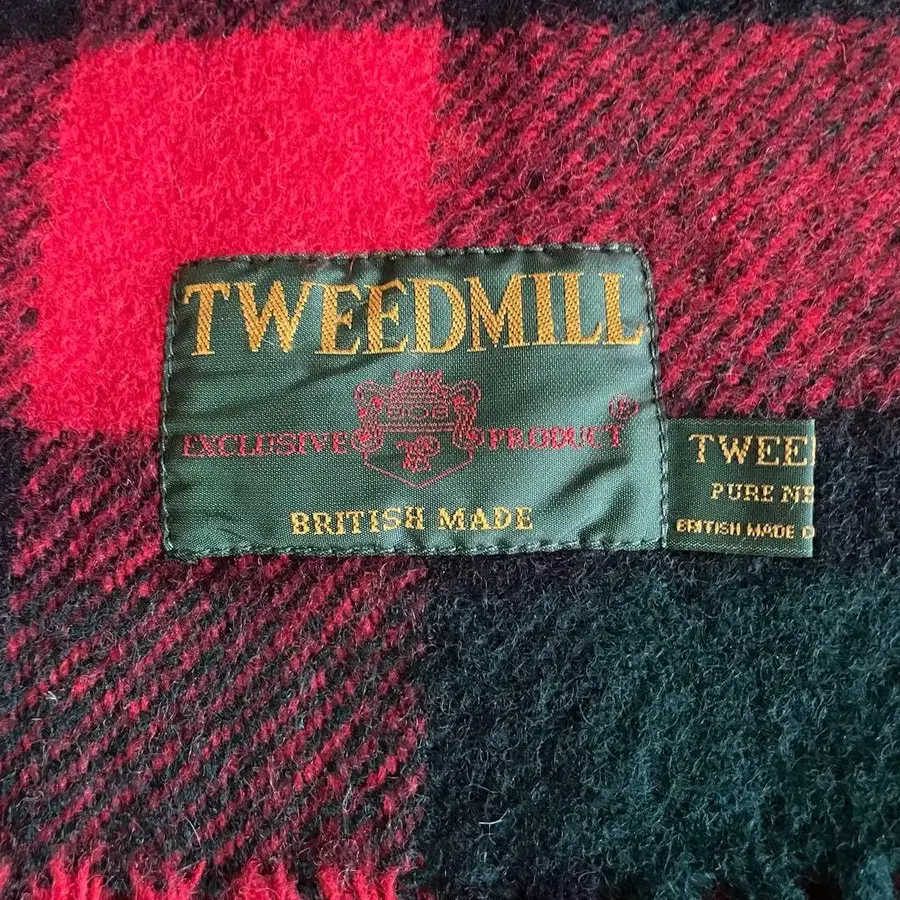 TWEEDMILL
EXCLUSIVE PRODUCT ®
BRITISH MADE
TWEE
PURE NE
BRITISH MADE